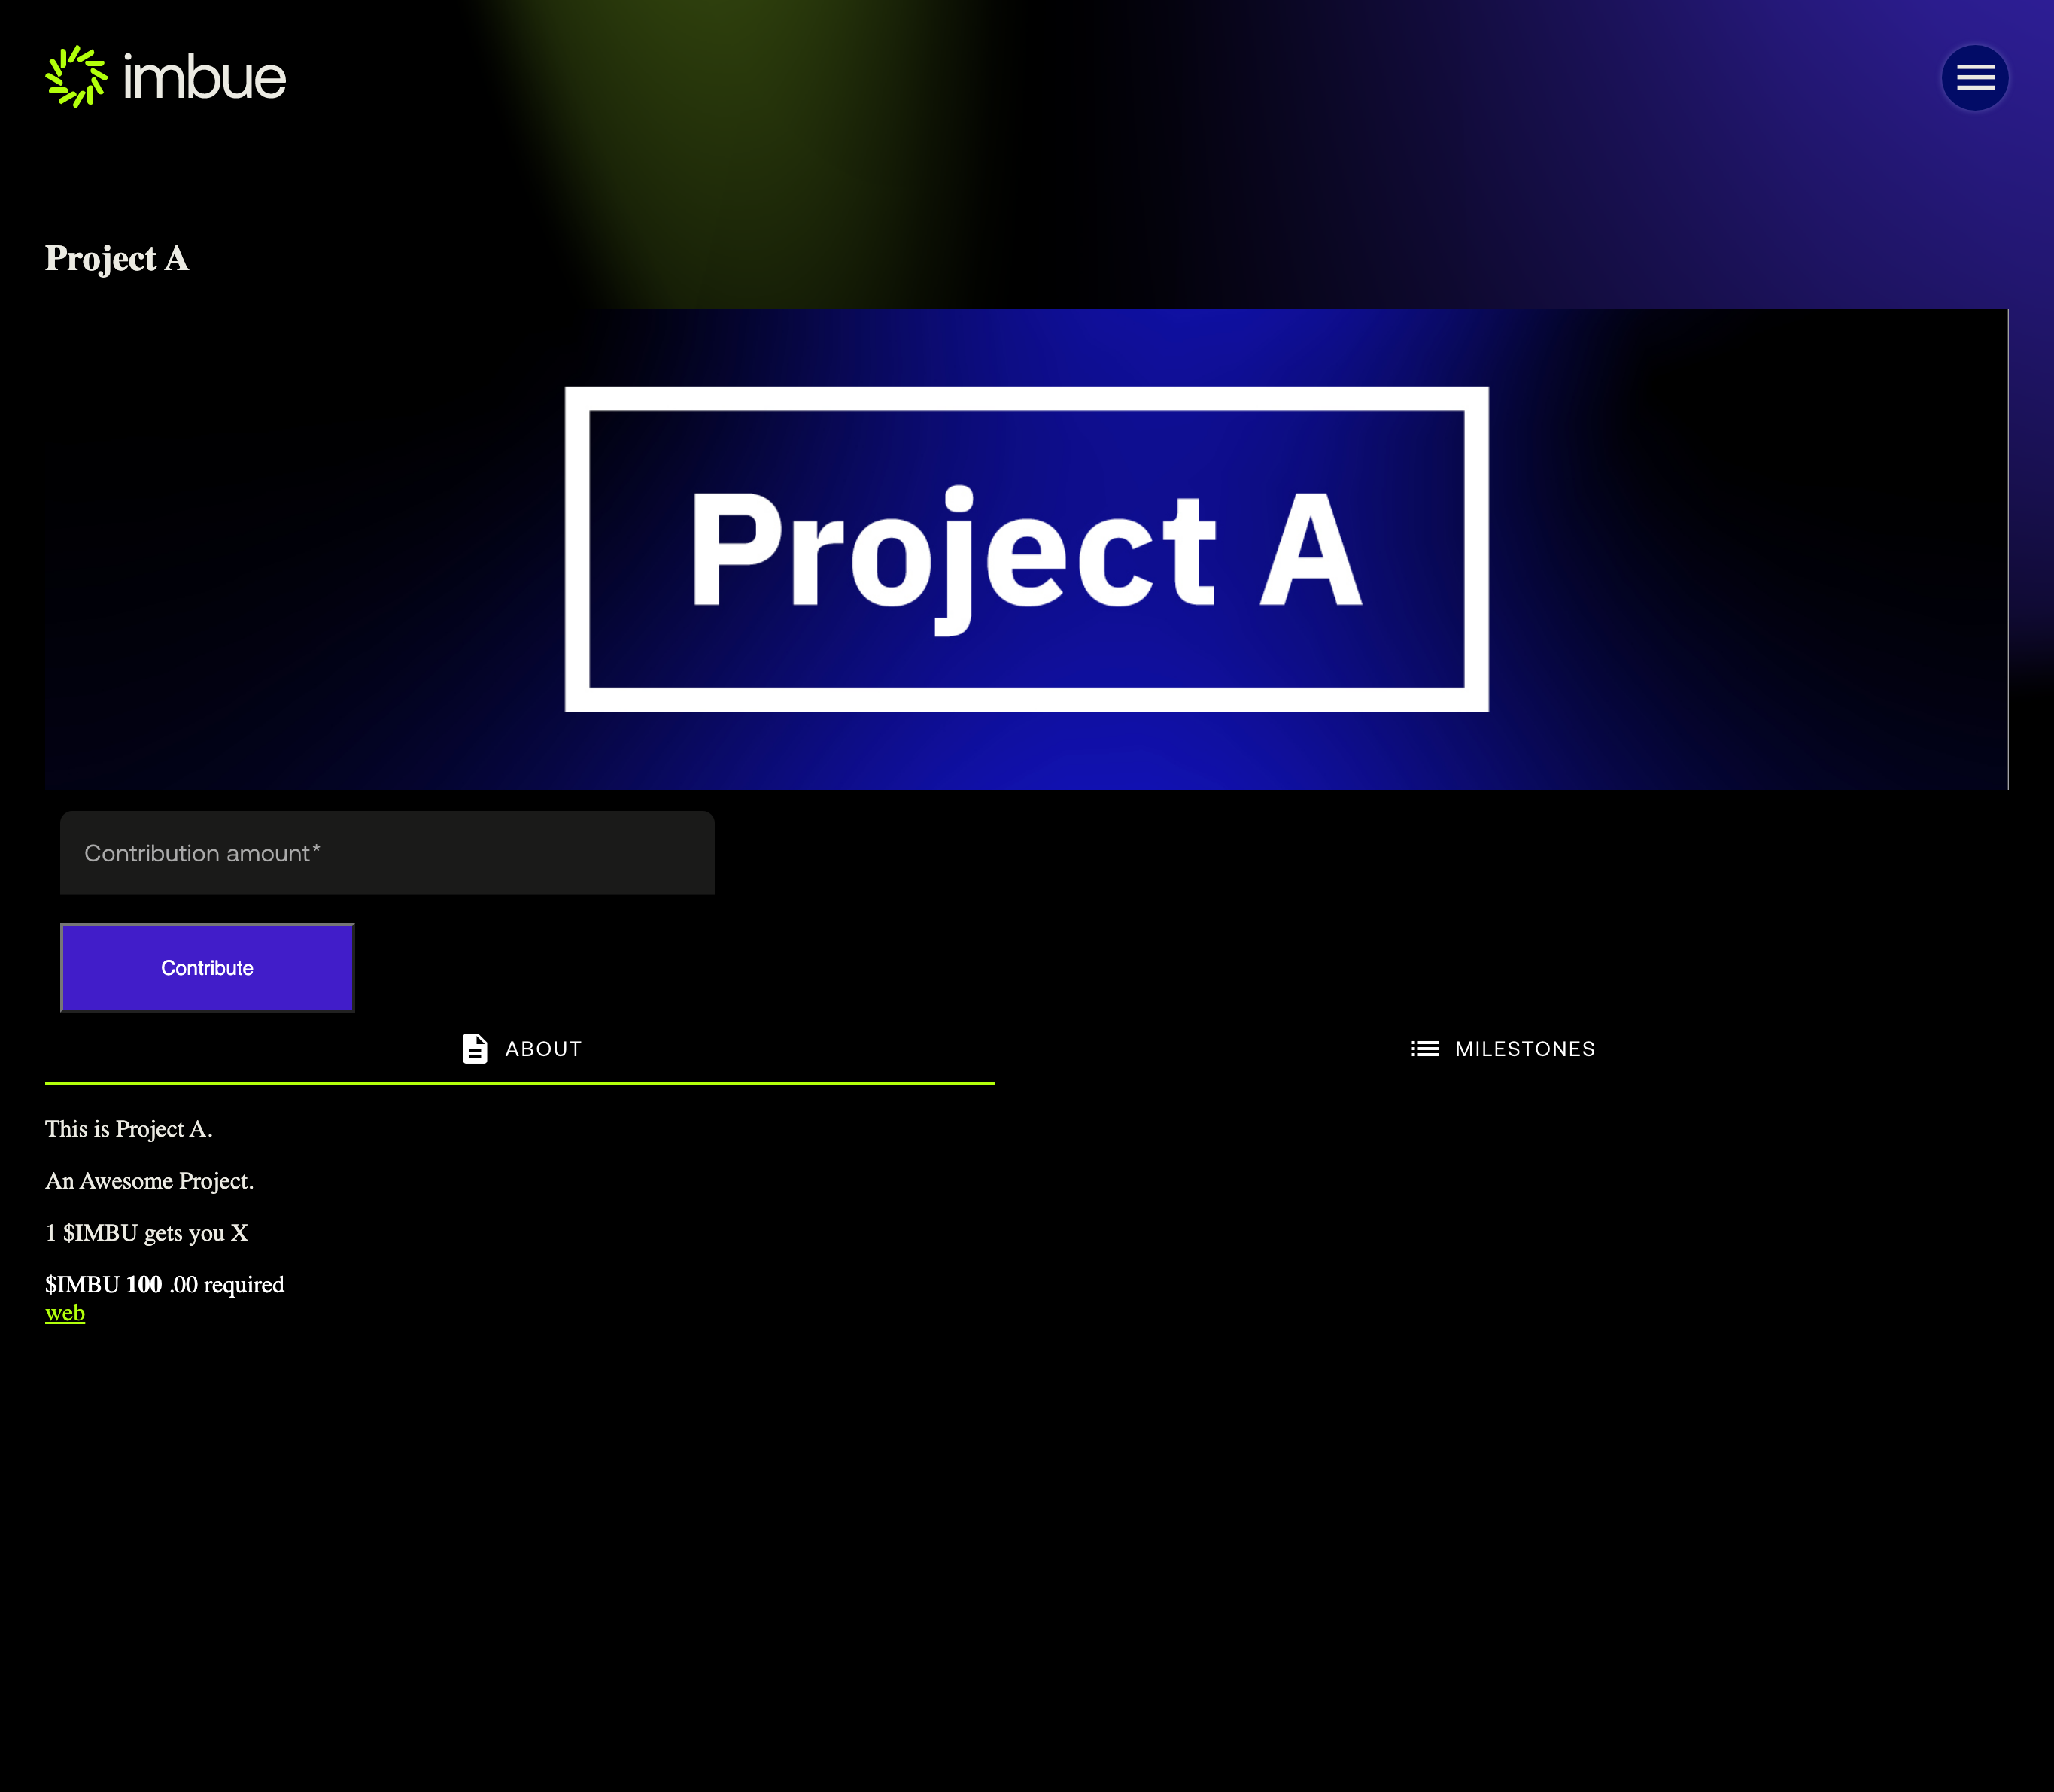 imbue
Project A
Project A
Contribution amount*
Contribute
ABOUT
MILESTONES
This is Project A.
An Awesome Project.
1 $IMBU gets you X
$IMBU 100 .00 required
web